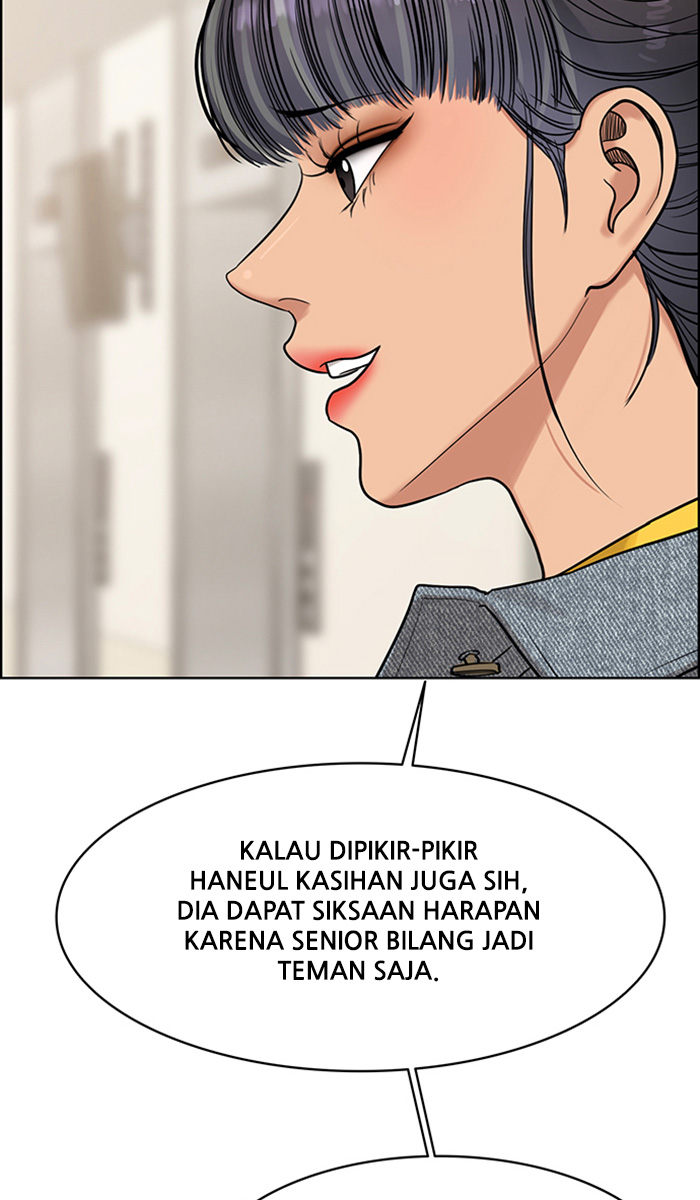 KALAU DIPIKIR-PIKIR
HANEUL KASIHAN JUGA SIH,
DIA DAPAT SIKSAAN HARAPAN
KARENA SENIOR BILANG JADI
TEMAN SAJA.